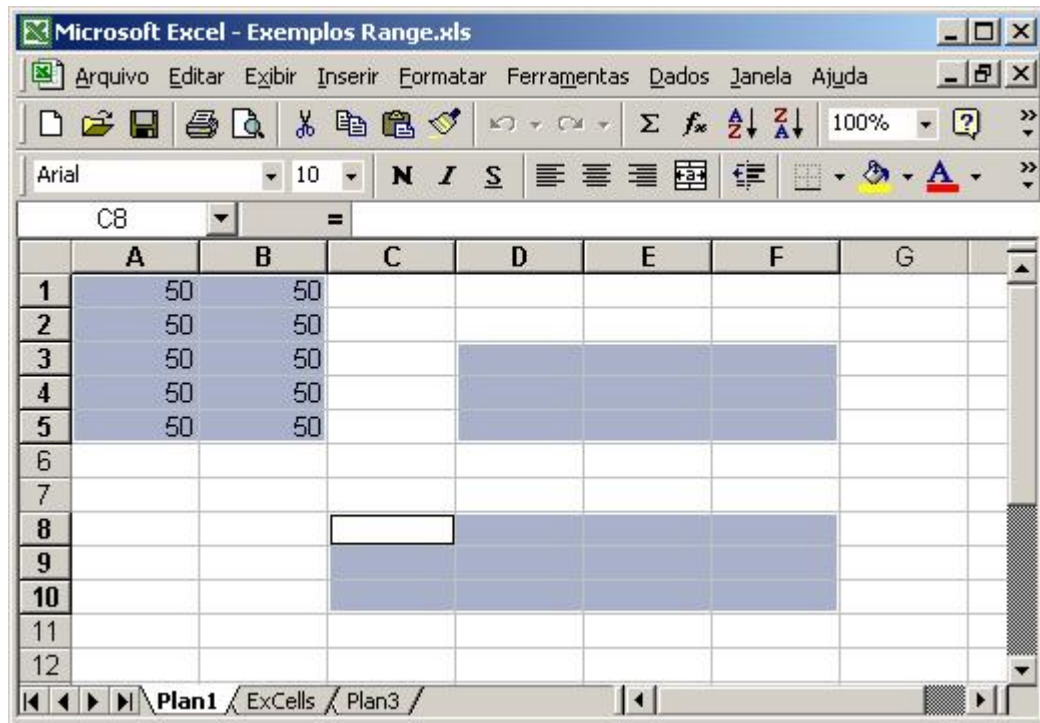 Microsoft Excel - Exemplos Range.xls
Arquivo Editar Exibir Inserir Formatar Ferramentas Dados Janela Ajuda
Σ fx A Z Z A 100% ?
Arial 10 N I S a A
C8 =
A B C D E F G
1 50 50
2 50 50
3 50 50
4 50 50
5 50 50
6
7
8
9
10
11
12
Plan1 ExCells Plan3